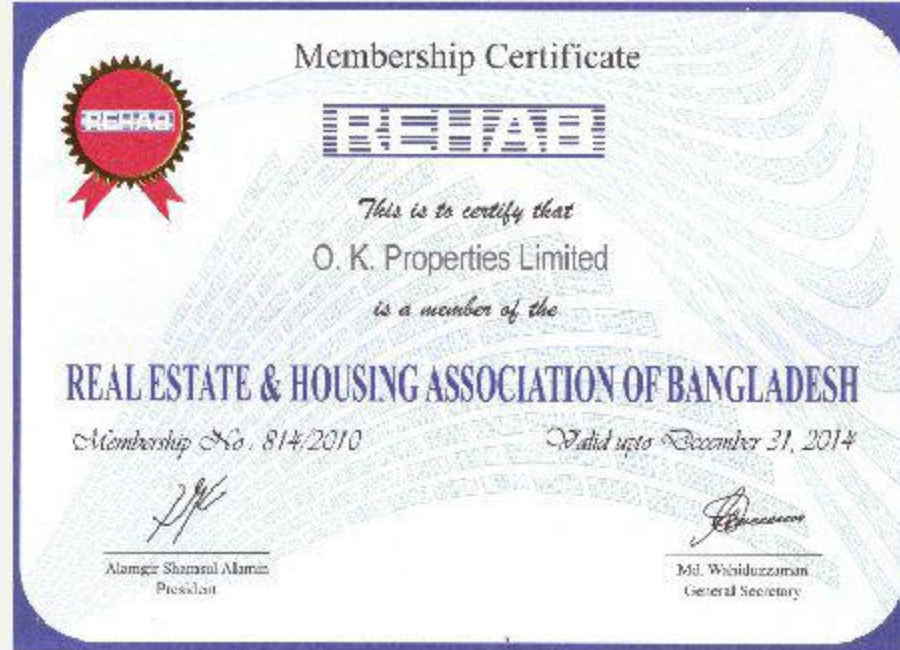 Membership Certificate
REHAB
REHAB
This is to certify that
O. K. Properties Limited
is a member of the
REAL ESTATE & HOUSING ASSOCIATION OF BANGLADESH
Membership No : 814/2010
Valid upto December 31, 2014
Alamgir Shamsul Alamin
President
Md. Wahiduzzaman
General Secretary